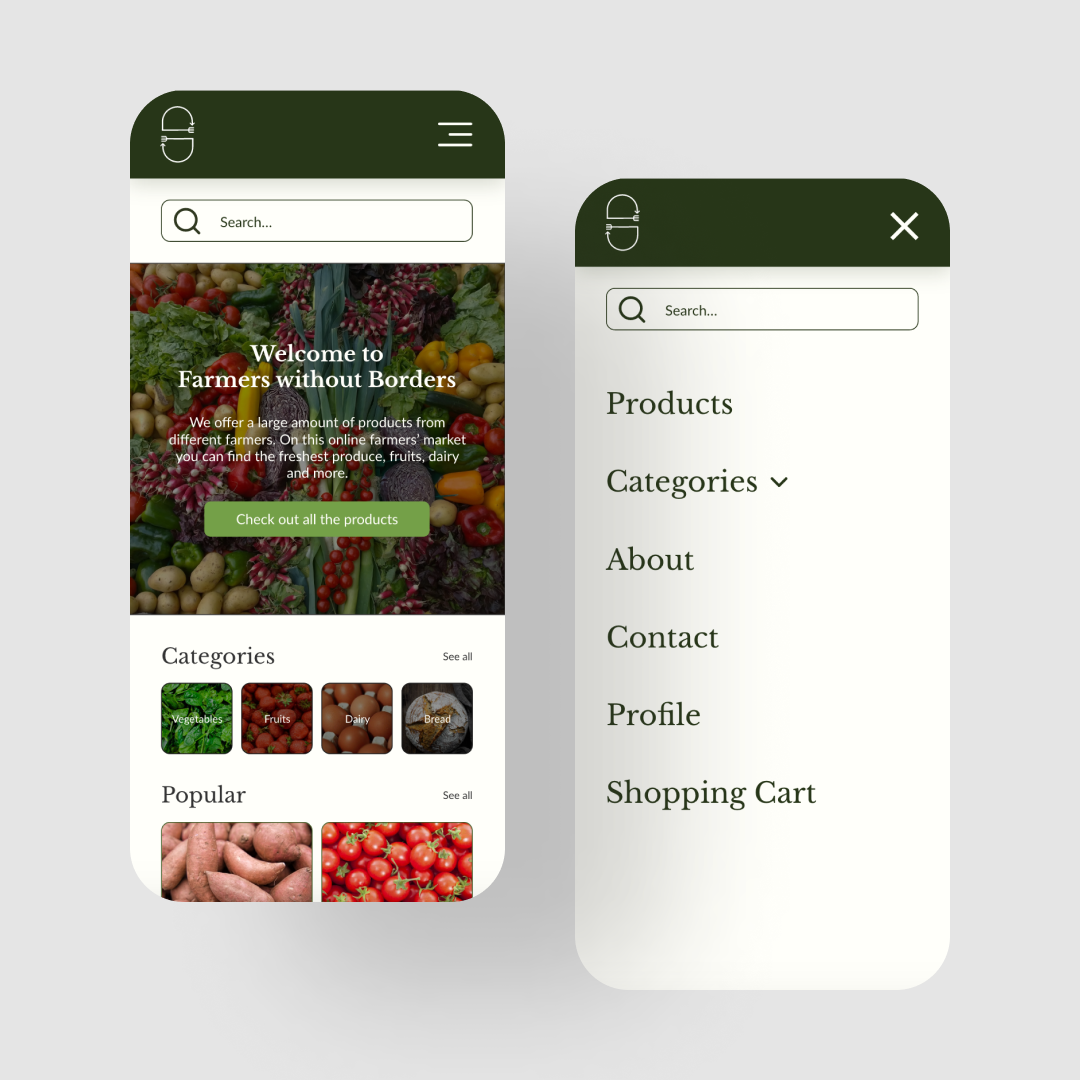 Search...
Welcome to
Farmers without Borders
We offer a large amount of products from
different farmers. On this online farmers’ market
you can find the freshest produce, fruits, dairy
and more.
Check out all the products
Categories
See all
Vegetables
Fruits
Dairy
Bread
Popular
See all
Search...
Products
Categories
About
Contact
Profile
Shopping Cart